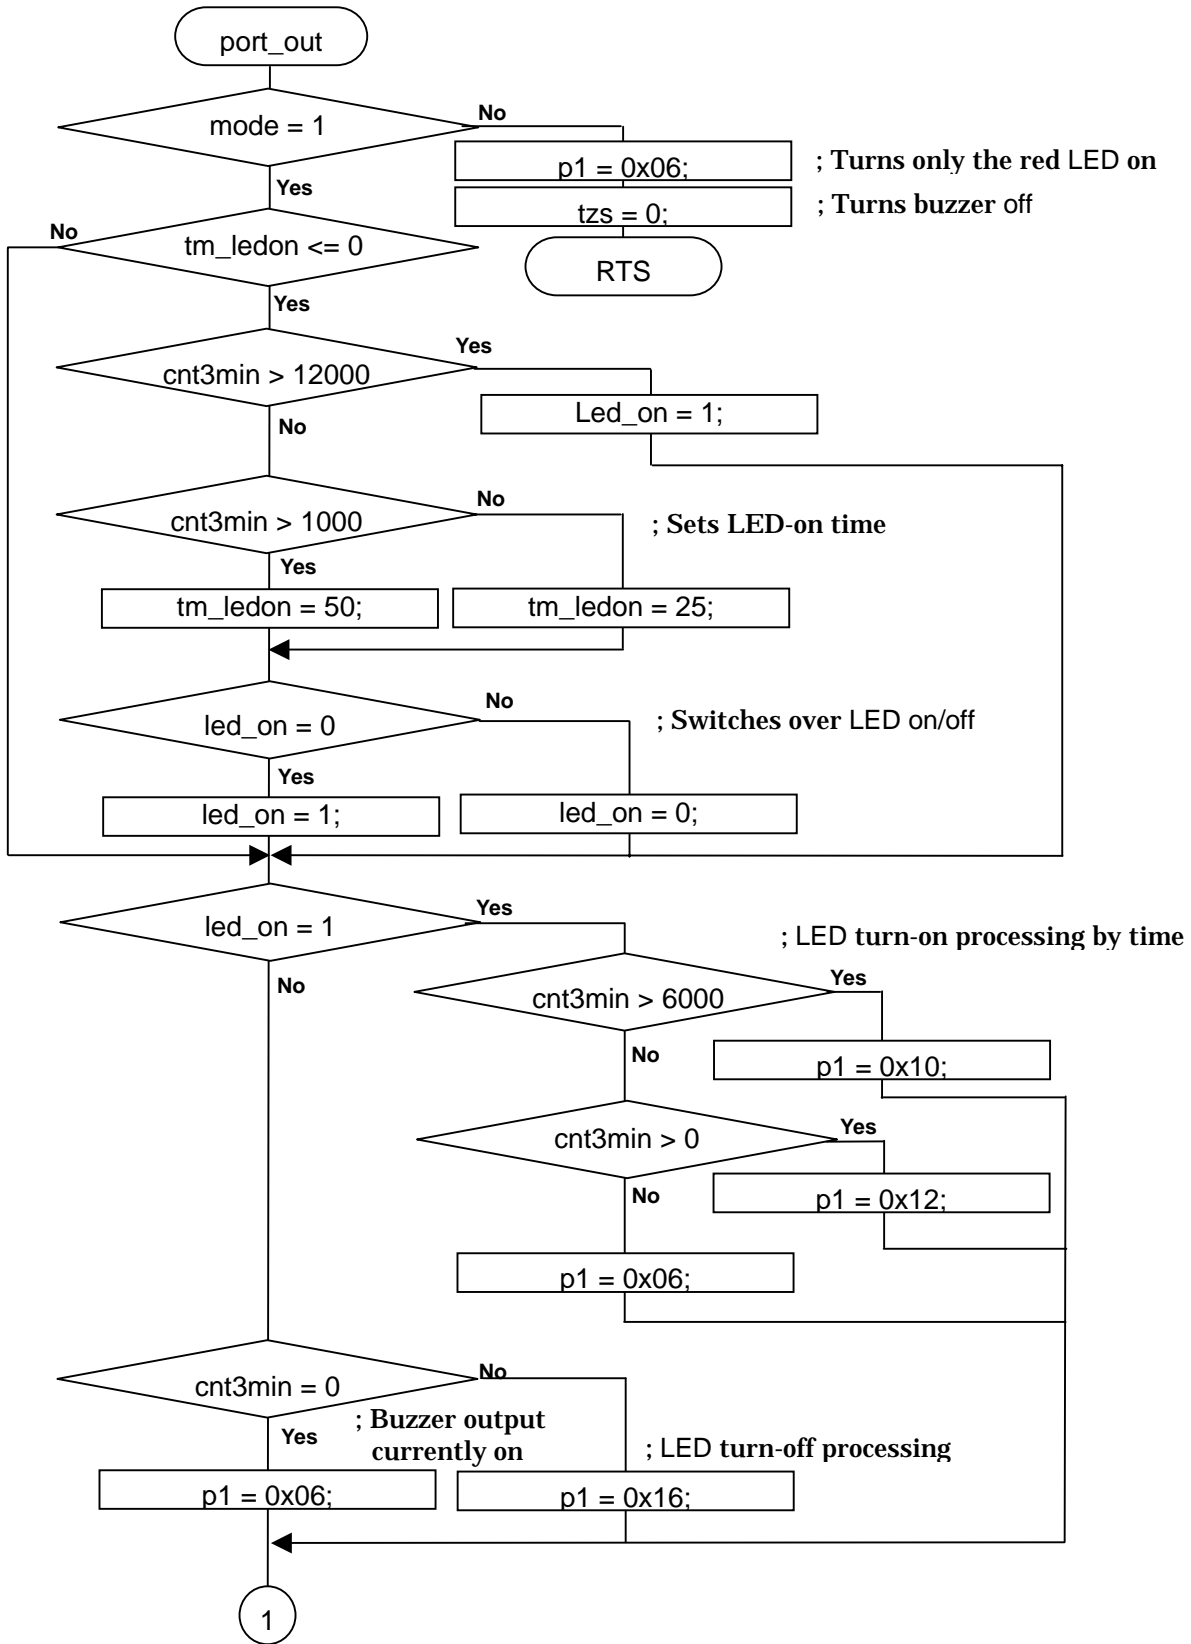 port_out
mode = 1
No
p1 = 0x06;
; Turns only the red LED on
Yes
tzs = 0;
; Turns buzzer off
No
tm_ledon <= 0
RTS
Yes
cnt3min > 12000
Yes
Led_on = 1;
No
cnt3min > 1000
No
; Sets LED-on time
Yes
tm_ledon = 50;
tm_ledon = 25;
led_on = 0
No
; Switches over LED on/off
Yes
led_on = 1;
led_on = 0;
led_on = 1
Yes
; LED turn-on processing by time
No
cnt3min > 6000
Yes
No
p1 = 0x10;
cnt3min > 0
Yes
No
p1 = 0x12;
p1 = 0x06;
cnt3min = 0
No
Yes
; Buzzer output
currently on
; LED turn-off processing
p1 = 0x06;
p1 = 0x16;
1